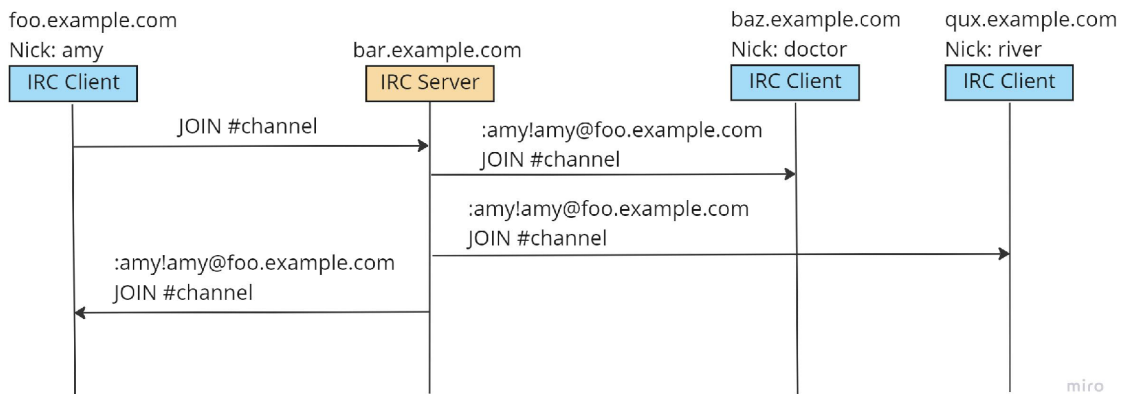 foo.example.com
Nick: amy
IRC Client
bar.example.com
IRC Server
baz.example.com
Nick: doctor
IRC Client
qux.example.com
Nick: river
IRC Client
JOIN #channel
:amy!amy@foo.example.com
JOIN #channel
:amy!amy@foo.example.com
JOIN #channel
:amy!amy@foo.example.com
JOIN #channel
miro